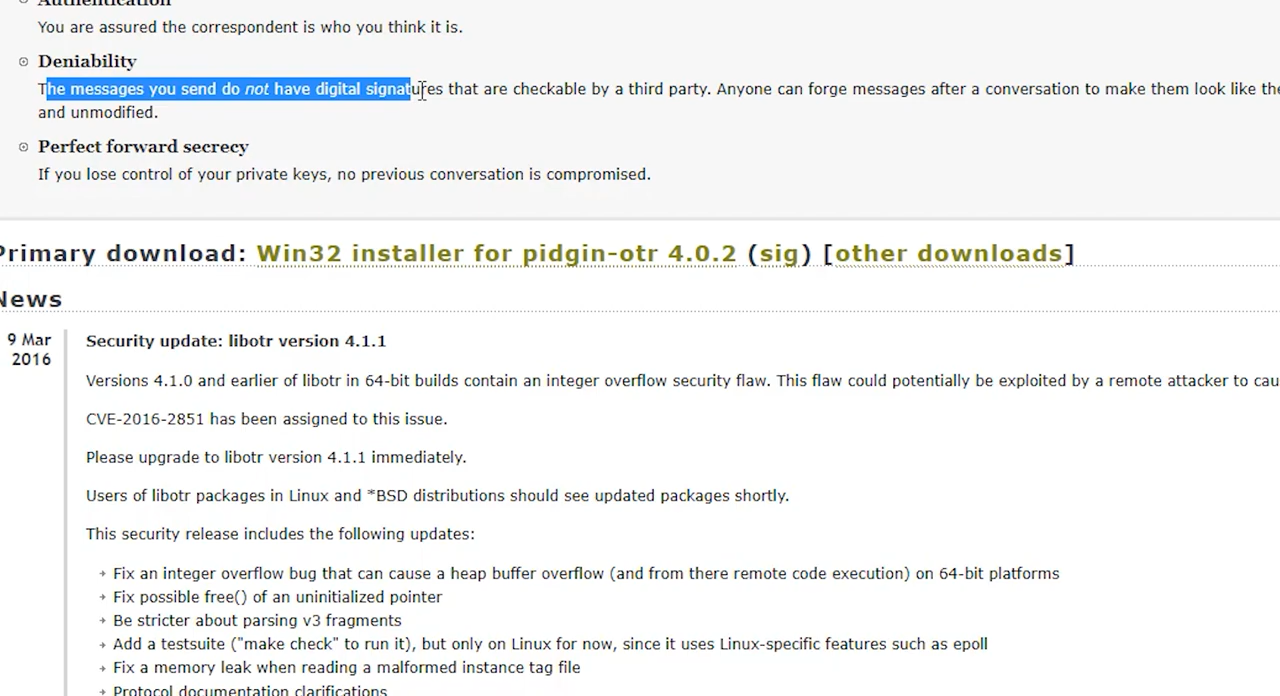 Authentication
You are assured the correspondent is who you think it is.
Deniability
The messages you send do not have digital signatures that are checkable by a third party. Anyone can forge messages after a conversation to make them look like
and unmodified.
Perfect forward secrecy
If you lose control of your private keys, no previous conversation is compromised.
Primary download: Win32 installer for pidgin-otr 4.0.2 (sig) [other downloads]
News
9 Mar
2016
Security update: libotr version 4.1.1
Versions 4.1.0 and earlier of libotr in 64-bit builds contain an integer overflow security flaw. This flaw could potentially be exploited by a remote attacker to
CVE-2016-2851 has been assigned to this issue.
Please upgrade to libotr version 4.1.1 immediately.
Users of libotr packages in Linux and *BSD distributions should see updated packages shortly.
This security release includes the following updates:
Fix an integer overflow bug that can cause a heap buffer overflow (and from there remote code execution) on 64-bit platforms
Fix possible free() of an uninitialized pointer
Be stricter about parsing v3 fragments
Add a testsuite ("make check" to run it), but only on Linux for now, since it uses Linux-specific features such as epoll
Fix a memory leak when reading a malformed instance tag file
Protocol documentation clarifications